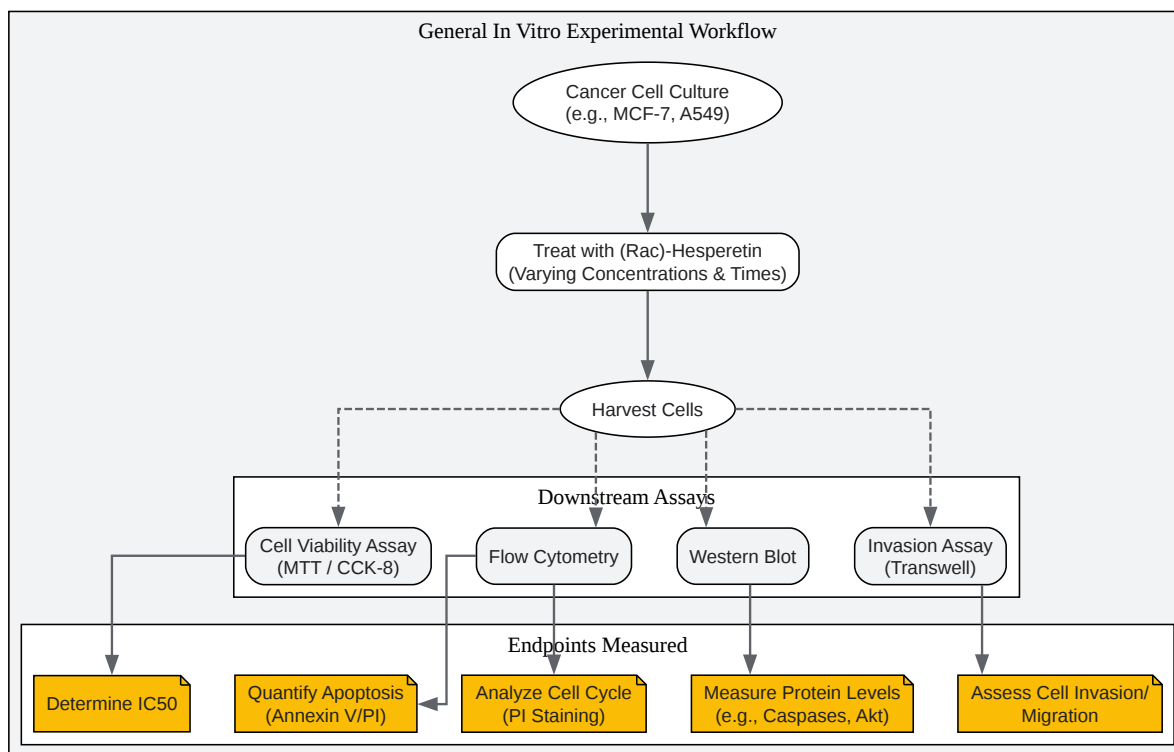 General In Vitro Experimental Workflow
Cancer Cell Culture
(e.g., MCF-7, A549)
Treat with (Rac)-Hesperetin
(Varying Concentrations & Times)
Harvest Cells
Downstream Assays
Cell Viability Assay
(MTT / CCK-8)
Flow Cytometry
Western Blot
Invasion Assay
(Transwell)
Endpoints Measured
Determine IC50
Quantify Apoptosis
(Annexin V/PI)
Analyze Cell Cycle
(PI Staining)
Measure Protein Levels
(e.g., Caspases, Akt)
Assess Cell Invasion/
Migration